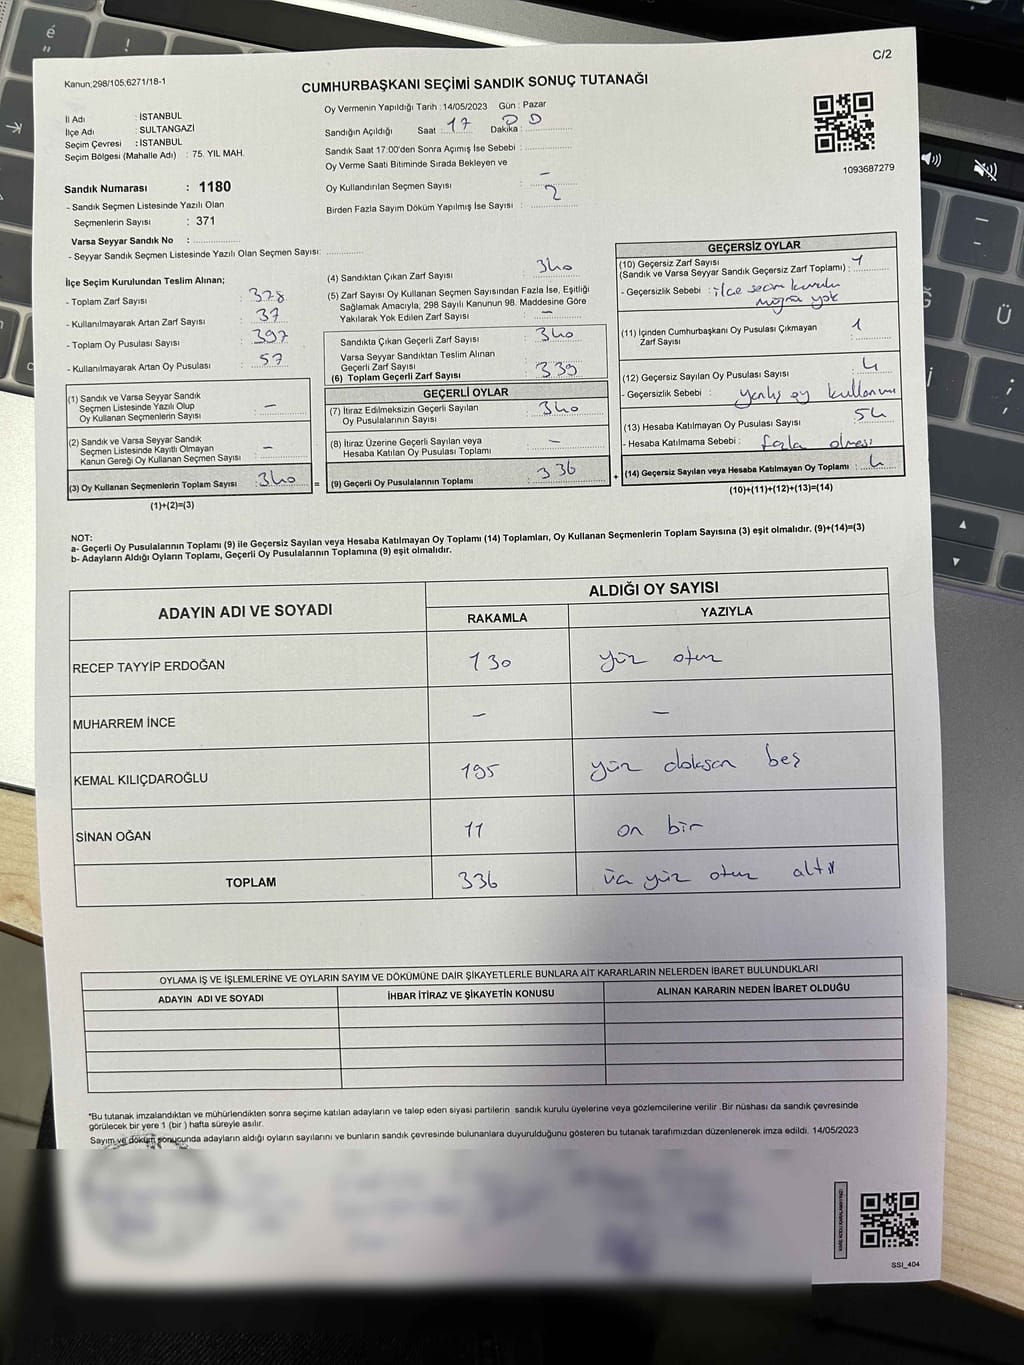 C/2
Kanun;298/105,6271/18-1
CUMHURBAŞKANI SEÇİMİ SANDIK SONUÇ TUTANAĞI
İl Adı : İSTANBUL
İlçe Adı : SULTANGAZİ
Seçim Çevresi : İSTANBUL
Seçim Bölgesi (Mahalle Adı) : 75. YIL MAH.
Oy Vermenin Yapıldığı Tarih :14/05/2023 Gün : Pazar
Sandığın Açıldığı Saat : 17 Dakika : 00
Sandık Saat 17:00'den Sonra Açımış İse Sebebi :
Oy Verme Saati Bitiminde Sırada Bekleyen ve
Oy Kullandırılan Seçmen Sayısı : -
Birden Fazla Sayım Döküm Yapılmış İse Sayısı : 2
1093687279
Sandık Numarası : 1180
- Sandık Seçmen Listesinde Yazılı Olan
Seçmenlerin Sayısı : 371
Varsa Seyyar Sandık No :
- Seyyar Sandık Seçmen Listesinde Yazılı Olan Seçmen Sayısı:
İlçe Seçim Kurulundan Teslim Alınan;
- Toplam Zarf Sayısı : 378
- Kullanılmayarak Artan Zarf Sayısı : 37
- Toplam Oy Pusulası Sayısı : 397
- Kullanılmayarak Artan Oy Pusulası : 57
(1) Sandık ve Varsa Seyyar Sandık
Seçmen Listesinde Yazılı Olup
Oy Kullanan Seçmenlerin Sayısı : -
(2) Sandık ve Varsa Seyyar Sandık
Seçmen Listesinde Kayıtlı Olmayan
Kanun Gereği Oy Kullanan Seçmen Sayısı : -
(3) Oy Kullanan Seçmenlerin Toplam Sayısı : 340 =
(1)+(2)=(3)
(4) Sandıktan Çıkan Zarf Sayısı : 340
(5) Zarf Sayısı Oy Kullanan Seçmen Sayısından Fazla İse, Eşitliği
Sağlamak Amacıyla, 298 Sayılı Kanunun 98. Maddesine Göre
Yakılarak Yok Edilen Zarf Sayısı : -
Sandıkta Çıkan Geçerli Zarf Sayısı : 340
Varsa Seyyar Sandıktan Teslim Alınan
Geçerli Zarf Sayısı :
(6) Toplam Geçerli Zarf Sayısı : 339
GEÇERLİ OYLAR
(7) İtiraz Edilmeksizin Geçerli Sayılan
Oy Pusulalarının Sayısı : 340
(8) İtiraz Üzerine Geçerli Sayılan veya
Hesaba Katılan Oy Pusulası Toplamı : -
(9) Geçerli Oy Pusulalarının Toplamı : 336 +
GEÇERSİZ OYLAR
(10) Geçersiz Zarf Sayısı
(Sandık ve Varsa Seyyar Sandık Geçersiz Zarf Toplamı) : 1
- Geçersizlik Sebebi : ilçe seçim kurulu
mührü yok
(11) İçinden Cumhurbaşkanı Oy Pusulası Çıkmayan
Zarf Sayısı : 1
(12) Geçersiz Sayılan Oy Pusulası Sayısı : 4
- Geçersizlik Sebebi : yanlış oy kullanımı
(13) Hesaba Katılmayan Oy Pusulası Sayısı : 54
- Hesaba Katılmama Sebebi : fazla olması
(14) Geçersiz Sayılan veya Hesaba Katılmayan Oy Toplamı : 4
(10)+(11)+(12)+(13)=(14)
NOT:
a- Geçerli Oy Pusulalarının Toplamı (9) ile Geçersiz Sayılan veya Hesaba Katılmayan Oy Toplamı (14) Toplamları, Oy Kullanan Seçmenlerin Toplam Sayısına (3) eşit olmalıdır. (9)+(14)=(3)
b- Adayların Aldığı Oyların Toplamı, Geçerli Oy Pusulalarının Toplamına (9) eşit olmalıdır.
ADAYIN ADI VE SOYADI
ALDIĞI OY SAYISI
RAKAMLA YAZIYLA
RECEP TAYYİP ERDOĞAN 130 yüz otuz
MUHARREM İNCE - -
KEMAL KILIÇDAROĞLU 195 yüz doksan beş
SİNAN OĞAN 11 on bir
TOPLAM 336 üç yüz otuz altı
OYLAMA İŞ VE İŞLEMLERİNE VE OYLARIN SAYIM VE DÖKÜMÜNE DAİR ŞİKAYETLERLE BUNLARA AİT KARARLARIN NELERDEN İBARET BULUNDUKLARI
ADAYIN ADI VE SOYADI İHBAR İTİRAZ VE ŞİKAYETİN KONUSU ALINAN KARARIN NEDEN İBARET OLDUĞU
*Bu tutanak imzalandıktan ve mühürlendikten sonra seçime katılan adayların ve talep eden siyasi partilerin sandık kurulu üyelerine veya gözlemcilerine verilir .Bir nüshası da sandık çevresinde
görülecek bir yere 1 (bir ) hafta süreyle asılır.
Sayım ve döküm sonucunda adayların aldığı oyların sayılarını ve bunların sandık çevresinde bulunanlara duyurulduğunu gösteren bu tutanak tarafımızdan düzenlenerek imza edildi. 14/05/2023
SSI_404